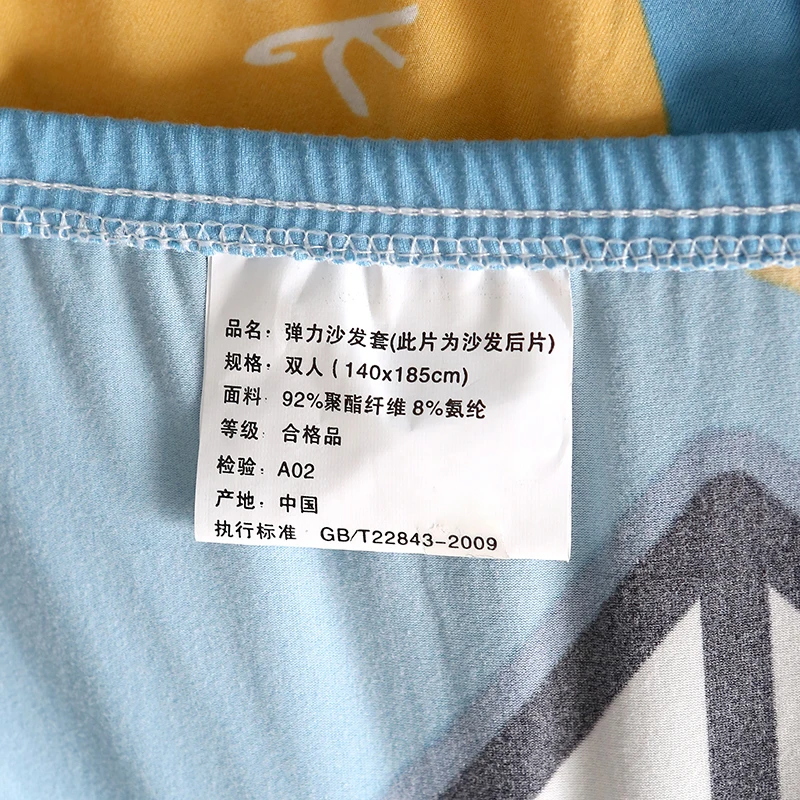 品名：弹力沙发套(此片为沙发后片)
规格：双人（140x185cm)
面料 92%聚酯纤维 8%氨纶
等级 合格品
检验：A02
产地：中国
执行标准 GB/T22843-2009